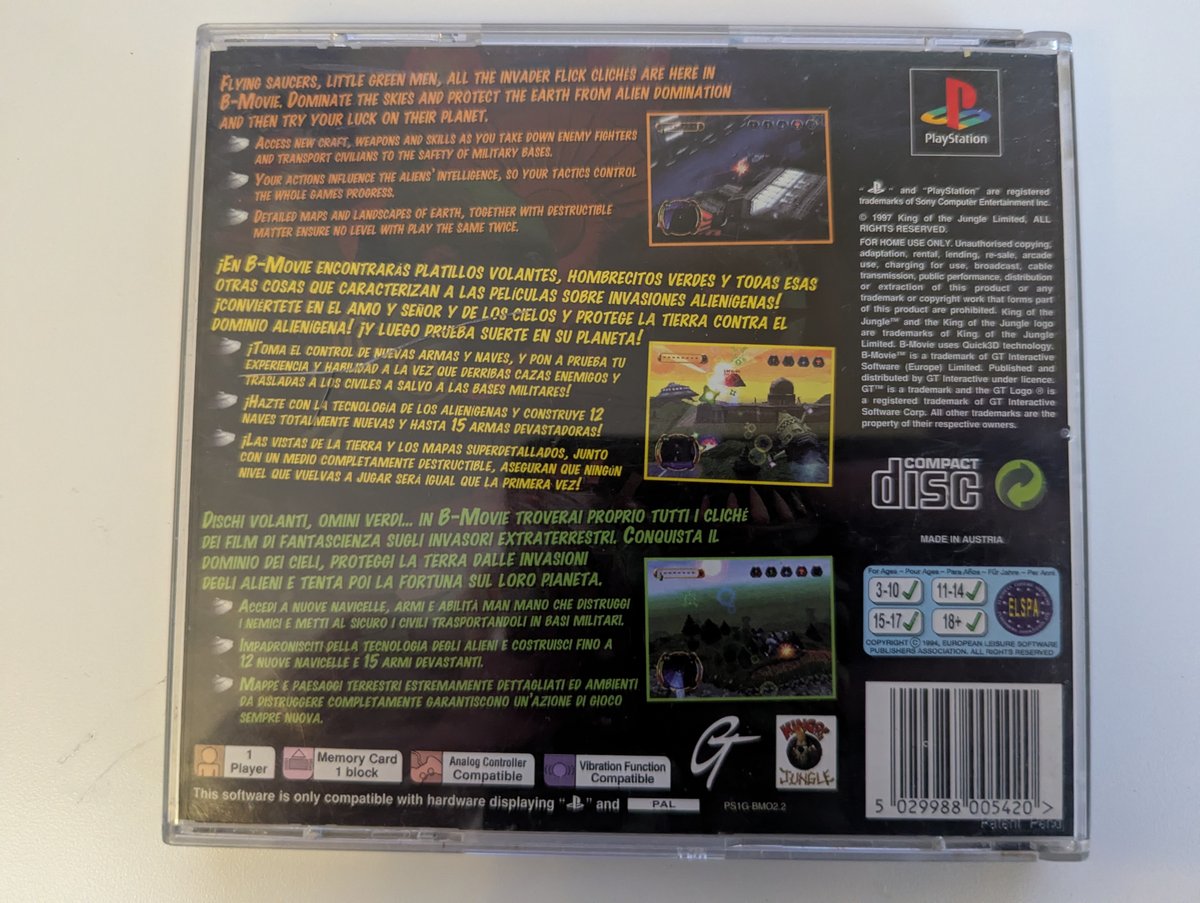 FLYING SAUCERS, LITTLE GREEN MEN, ALL THE INVADER FLICK CLICHÉS ARE HERE IN
B-MOVIE. DOMINATE THE SKIES AND PROTECT THE EARTH FROM ALIEN DOMINATION
AND THEN TRY YOUR LUCK ON THEIR PLANET.
ACCESS NEW CRAFT, WEAPONS AND SKILLS AS YOU TAKE DOWN ENEMY FIGHTERS
AND TRANSPORT CIVILIANS TO THE SAFETY OF MILITARY BASES.
YOUR ACTIONS INFLUENCE THE ALIENS' INTELLIGENCE, SO YOUR TACTICS CONTROL
THE WHOLE GAMES PROGRESS.
DETAILED MAPS AND LANDSCAPES OF EARTH, TOGETHER WITH DESTRUCTIBLE
MATTER ENSURE NO LEVEL WITH PLAY THE SAME TWICE.
¡EN B-MOVIE ENCONTRARÁS PLATILLOS VOLANTES, HOMBRECITOS VERDES Y TODAS ESAS
OTRAS COSAS QUE CARACTERIZAN A LAS PELÍCULAS SOBRE INVASIONES ALIENÍGENAS!
¡CONVIÉRTETE EN EL AMO Y SEÑOR Y DE LOS CIELOS Y PROTEGE LA TIERRA CONTRA EL
DOMINIO ALIENÍGENA! ¡Y LUEGO PRUEBA SUERTE EN SU PLANETA!
¡TOMA EL CONTROL DE NUEVAS ARMAS Y NAVES, Y PON A PRUEBA TU
EXPERIENCIA Y HABILIDAD A LA VEZ QUE DERRIBAS CAZAS ENEMIGOS Y
TRASLADAS A LOS CIVILES A SALVO A LAS BASES MILITARES!
¡HAZTE CON LA TECNOLOGÍA DE LOS ALIENÍGENAS Y CONSTRUYE 12
NAVES TOTALMENTE NUEVAS Y HASTA 15 ARMAS DEVASTADORAS!
¡LAS VISTAS DE LA TIERRA Y LOS MAPAS SUPERDETALLADOS, JUNTO
CON UN MEDIO COMPLETAMENTE DESTRUCTIBLE, ASEGURAN QUE NINGÚN
NIVEL QUE VUELVAS A JUGAR SERÁ IGUAL QUE LA PRIMERA VEZ!
DISCHI VOLANTI, OMINI VERDI... IN B-MOVIE TROVERAI PROPRIO TUTTI I CLICHÉ
DEI FILM DI FANTASCIENZA SUGLI INVASORI EXTRATERRESTRI. CONQUISTA IL
DOMINIO DEI CIELI, PROTEGGI LA TERRA DALLE INVASIONI
DEGLI ALIENI E TENTA POI LA FORTUNA SUL LORO PIANETA.
ACCEDI A NUOVE NAVICELLE, ARMI E ABILITÀ MAN MANO CHE DISTRUGGI
I NEMICI E METTI AL SICURO I CIVILI TRASPORTANDOLI IN BASI MILITARI.
IMPADRONISCITI DELLA TECNOLOGIA DEGLI ALIENI E COSTRUISCI FINO A
12 NUOVE NAVICELLE E 15 ARMI DEVASTANTI.
MAPPE E PAESAGGI TERRESTRI ESTREMAMENTE DETTAGLIATI ED AMBIENTI
DA DISTRUGGERE COMPLETAMENTE GARANTISCONO UN'AZIONE DI GIOCO
SEMPRE NUOVA.
1
Player
Memory Card
1 block
Analog Controller
Compatible
Vibration Function
Compatible
GT
KING OF THE
JUNGLE
This software is only compatible with hardware displaying " " and PAL
PS1G-BMO2.2
PlayStation
" " and "PlayStation" are registered
trademarks of Sony Computer Entertainment Inc.
© 1997 King of the Jungle Limited, ALL
RIGHTS RESERVED.
FOR HOME USE ONLY. Unauthorised copying,
adaptation, rental, lending, re-sale, arcade
use, charging for use, broadcast, cable
transmission, public performance, distribution
or extraction of this product or any
trademark or copyright work that forms part
of this product are prohibited. King of the
Jungle™ and the King of the Jungle logo
are trademarks of King of the Jungle
Limited. B-Movie uses Quick3D technology.
B-Movie™ is a trademark of GT Interactive
Software (Europe) Limited. Published and
distributed by GT Interactive under licence.
GT™ is a trademark and the GT Logo ® is
a registered trademark of GT Interactive
Software Corp. All other trademarks are the
property of their respective owners.
COMPACT
disc
MADE IN AUSTRIA
For Ages – Pour Ages – Para Años – Für Jahre – Per Anni
3-10 11-14
15-17 18+
ELSPA
COPYRIGHT © 1994, EUROPEAN LEISURE SOFTWARE
PUBLISHERS ASSOCIATION. ALL RIGHTS RESERVED
5 029988 005420 >
Patent Pend